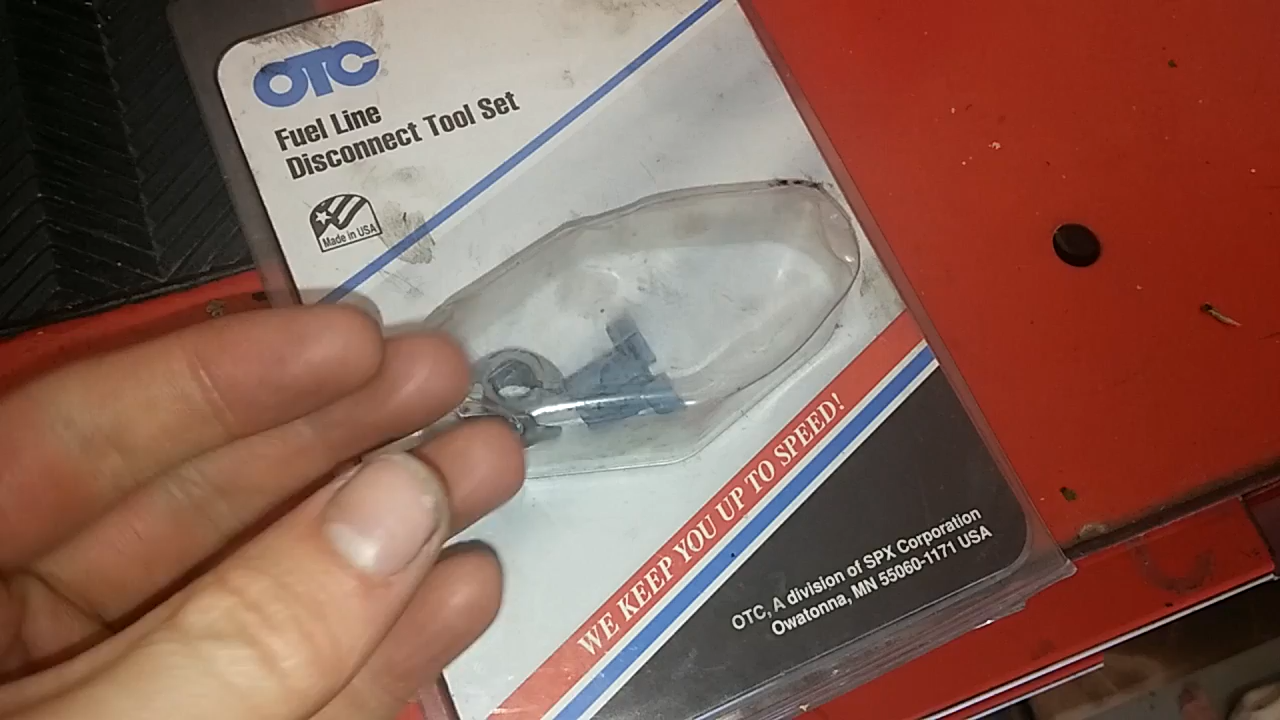 OTC
Fuel Line
Disconnect Tool Set
Made in USA
WE KEEP YOU UP TO SPEED!
OTC, A division of SPX Corporation
Owatonna, MN 55060-1171 USA